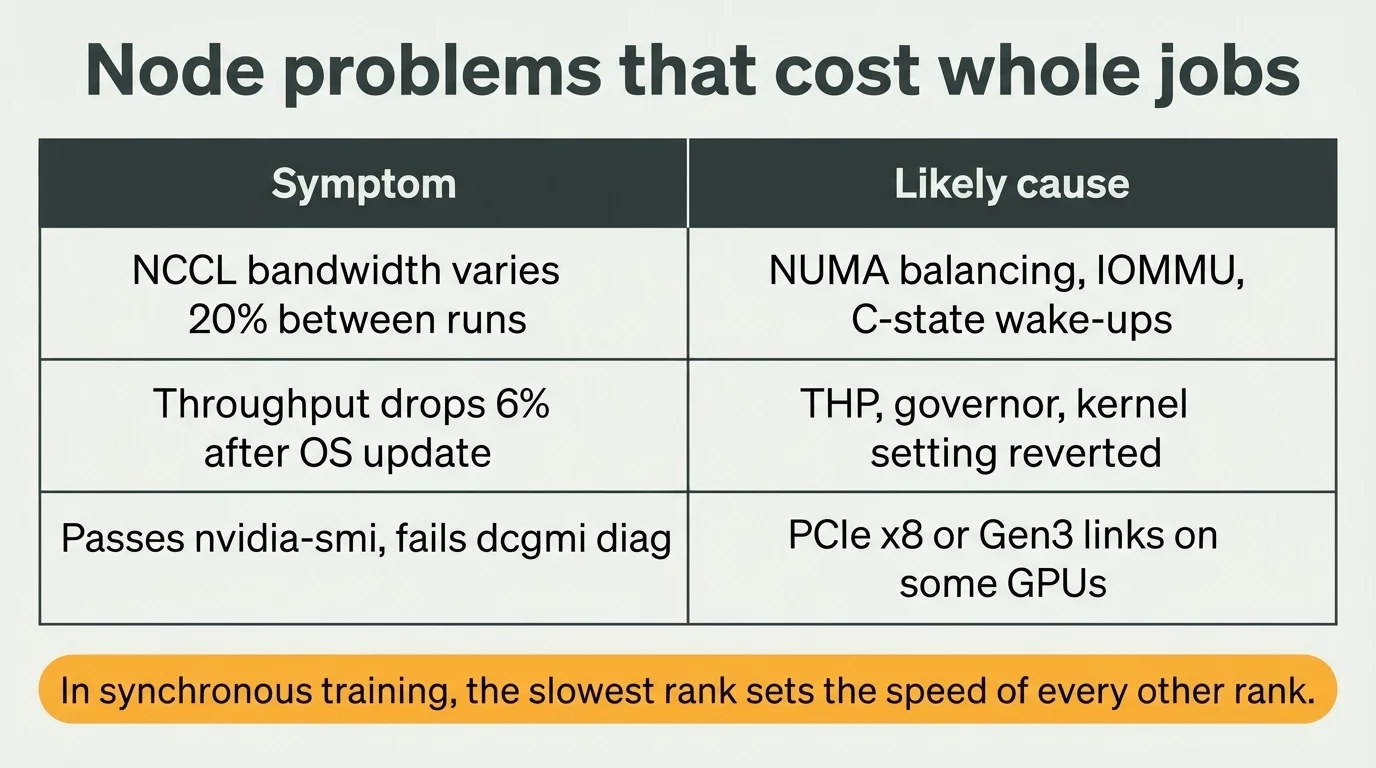 Node problems that cost whole jobs
Symptom
Likely cause
NCCL bandwidth varies
20% between runs
NUMA balancing, IOMMU,
C-state wake-ups
Throughput drops 6%
after OS update
THP, governor, kernel
setting reverted
Passes nvidia-smi, fails dcgmi diag
PCIe x8 or Gen3 links on
some GPUs
In synchronous training, the slowest rank sets the speed of every other rank.